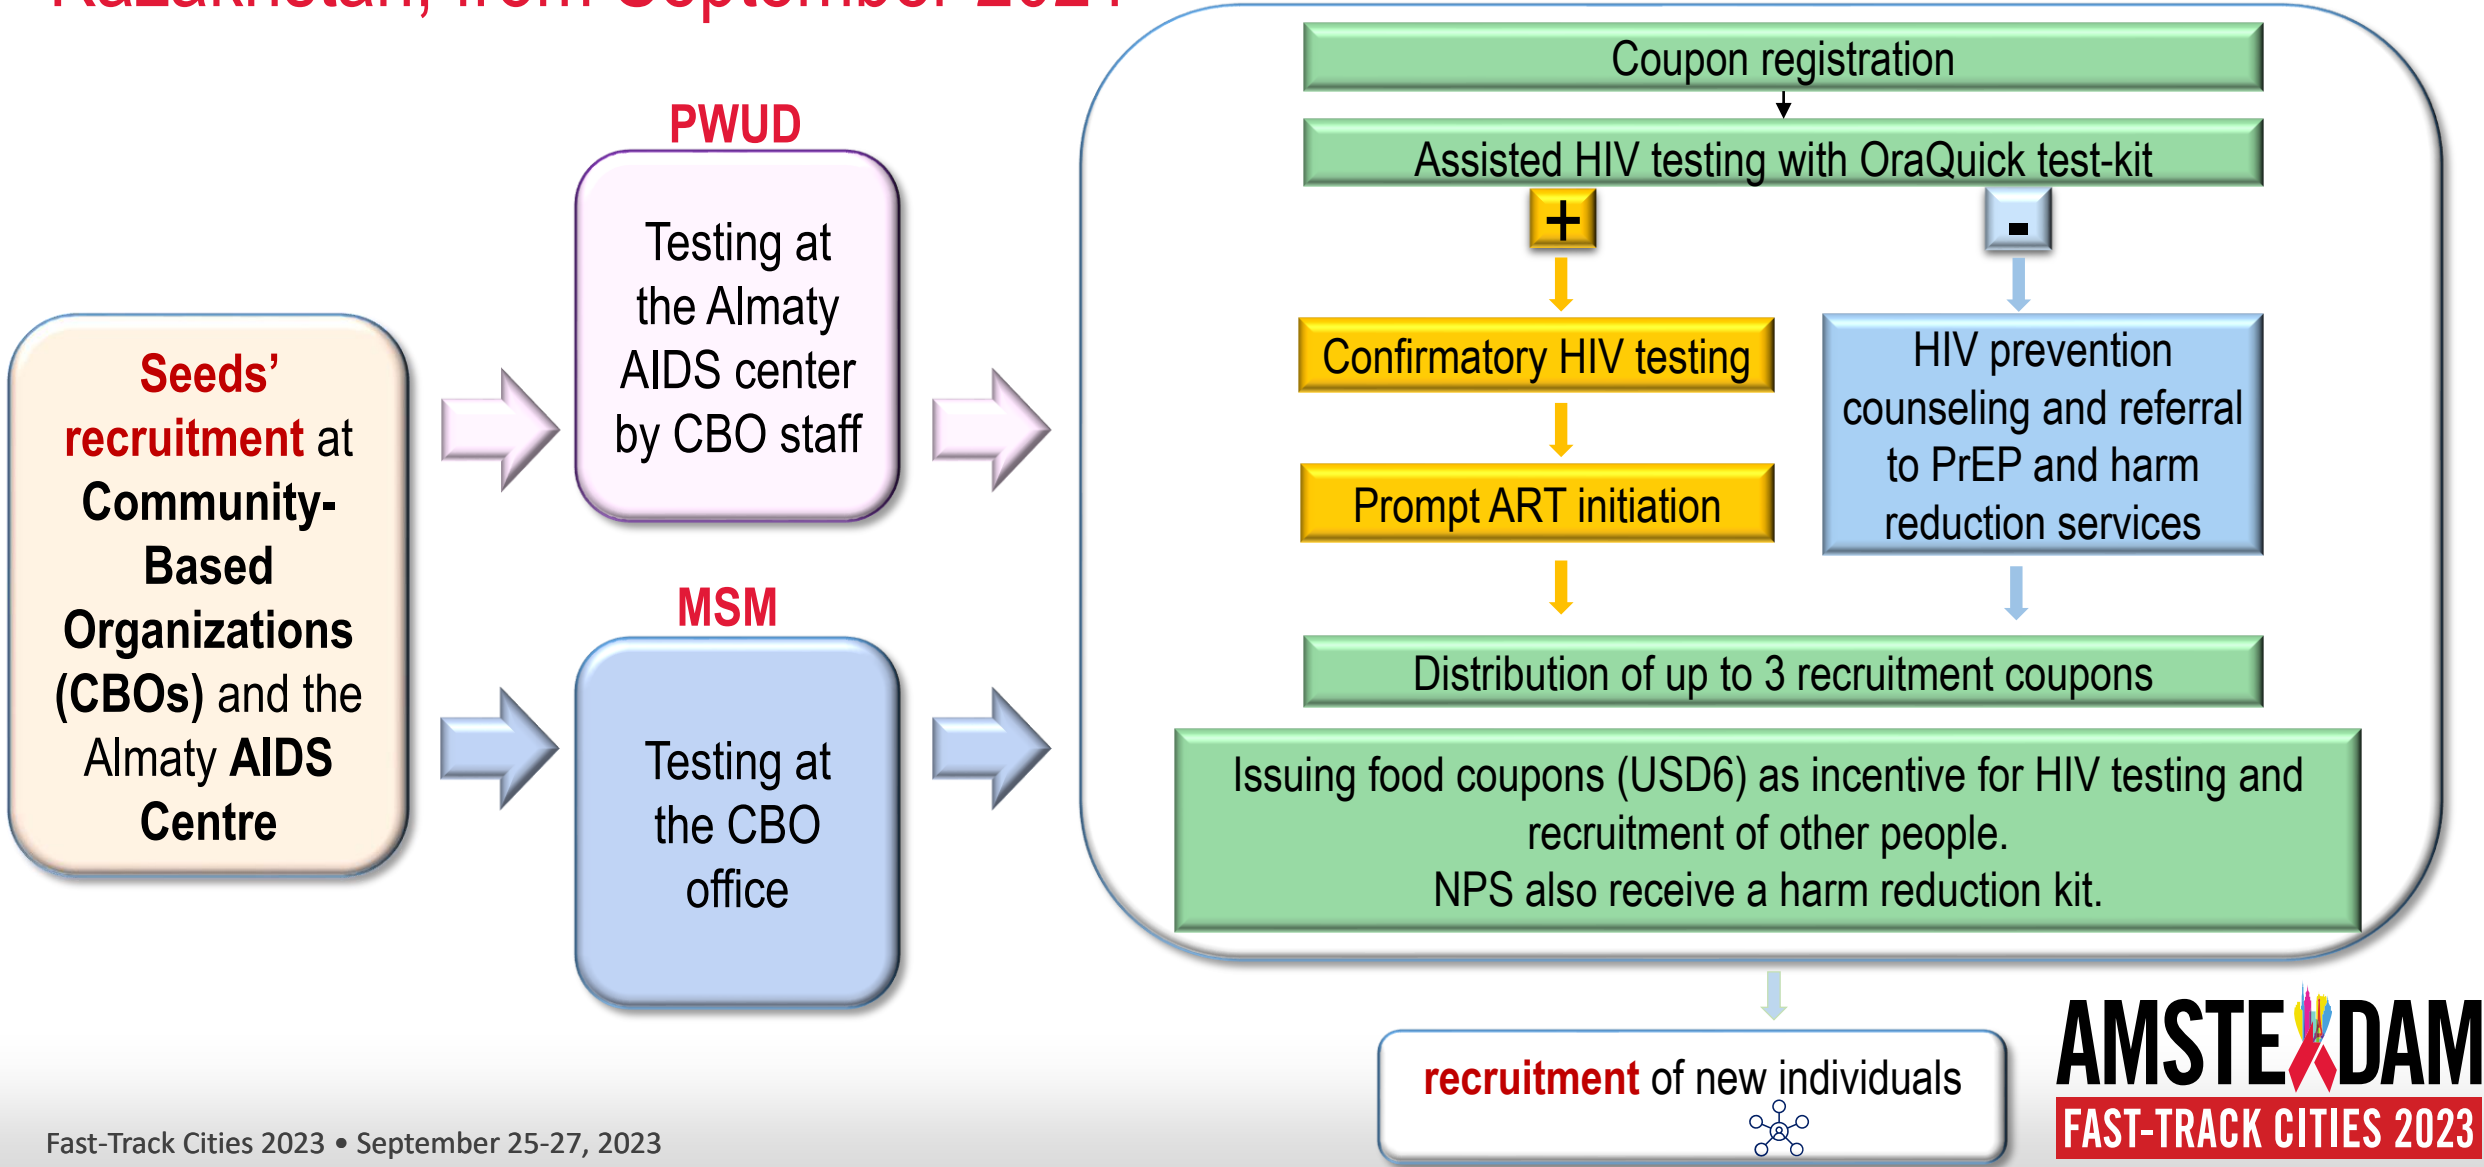 Kazakhstan, from September 2021
PWUD
Testing at
the Almaty
AIDS center
by CBO staff
Seeds’
recruitment at
Community-
Based
Organizations
(CBOs) and the
Almaty AIDS
Centre
MSM
Testing at
the CBO
office
Coupon registration
Assisted HIV testing with OraQuick test-kit
+
-
Confirmatory HIV testing
Prompt ART initiation
HIV prevention
counseling and referral
to PrEP and harm
reduction services
Distribution of up to 3 recruitment coupons
Issuing food coupons (USD6) as incentive for HIV testing and
recruitment of other people.
NPS also receive a harm reduction kit.
recruitment of new individuals
Fast-Track Cities 2023 • September 25-27, 2023
AMSTERDAM
FAST-TRACK CITIES 2023